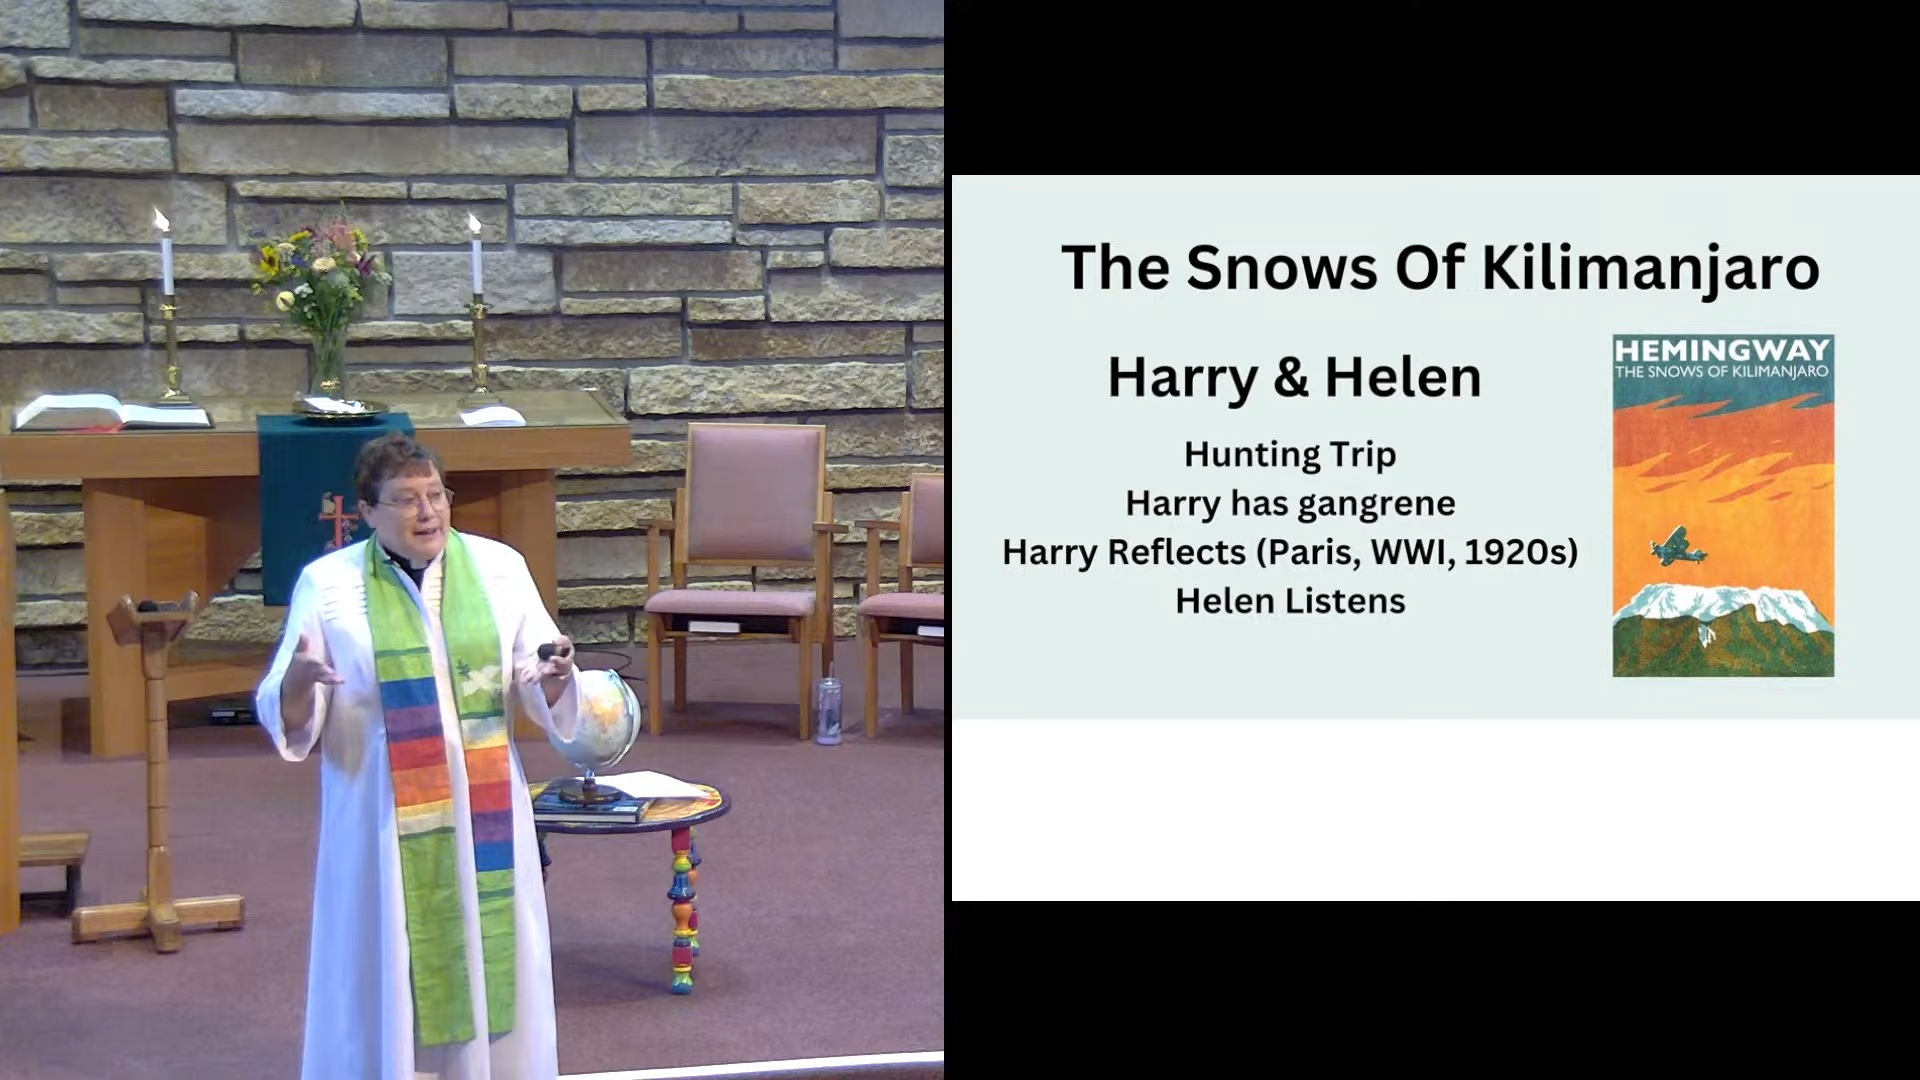 The Snows Of Kilimanjaro
Harry & Helen
Hunting Trip
Harry has gangrene
Harry Reflects (Paris, WWI, 1920s)
Helen Listens
HEMINGWAY
THE SNOWS OF KILIMANJARO